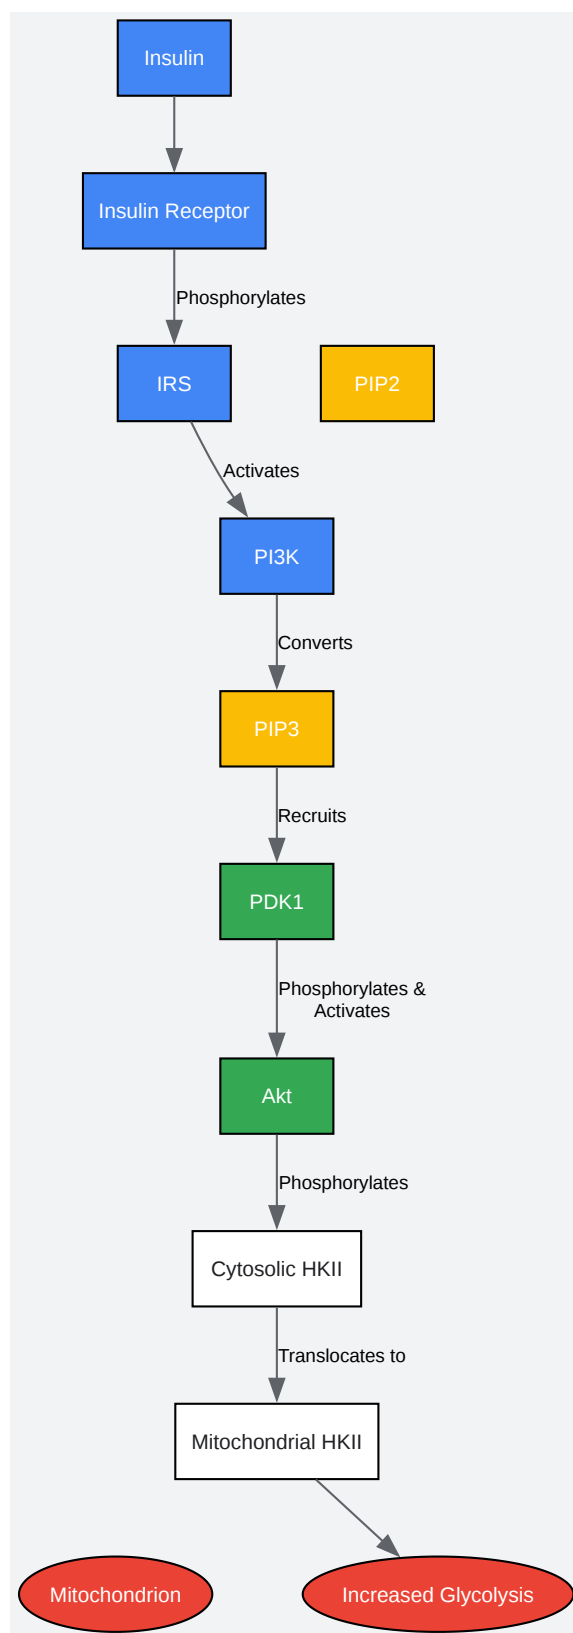 Insulin
Insulin Receptor
Phosphorylates
IRS
PIP2
Activates
PI3K
Converts
PIP3
Recruits
PDK1
Phosphorylates &
Activates
Akt
Phosphorylates
Cytosolic HKII
Translocates to
Mitochondrial HKII
Mitochondrion
Increased Glycolysis